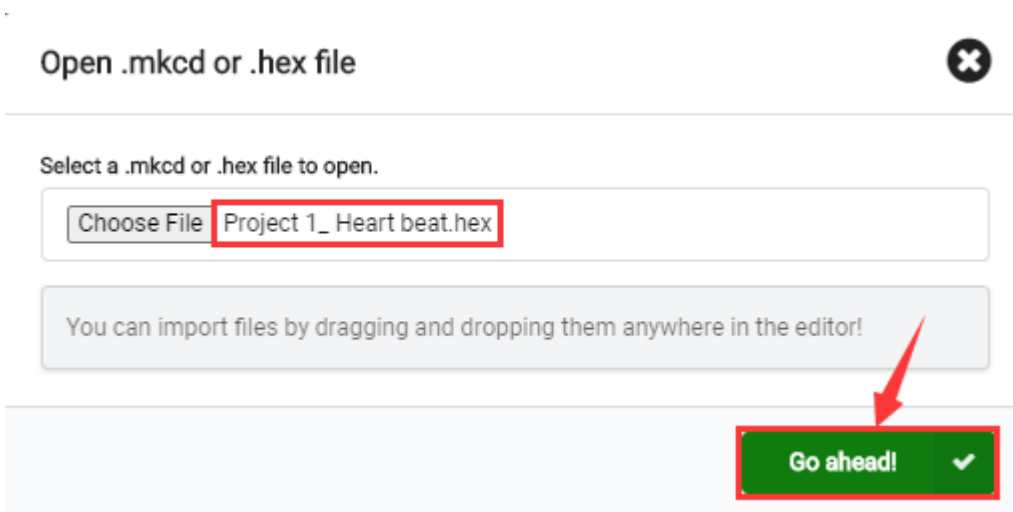 Open .mkcd or .hex file
Select a .mkcd or .hex file to open.
Choose File Project 1_ Heart beat.hex
You can import files by dragging and dropping them anywhere in the editor!
Go ahead!